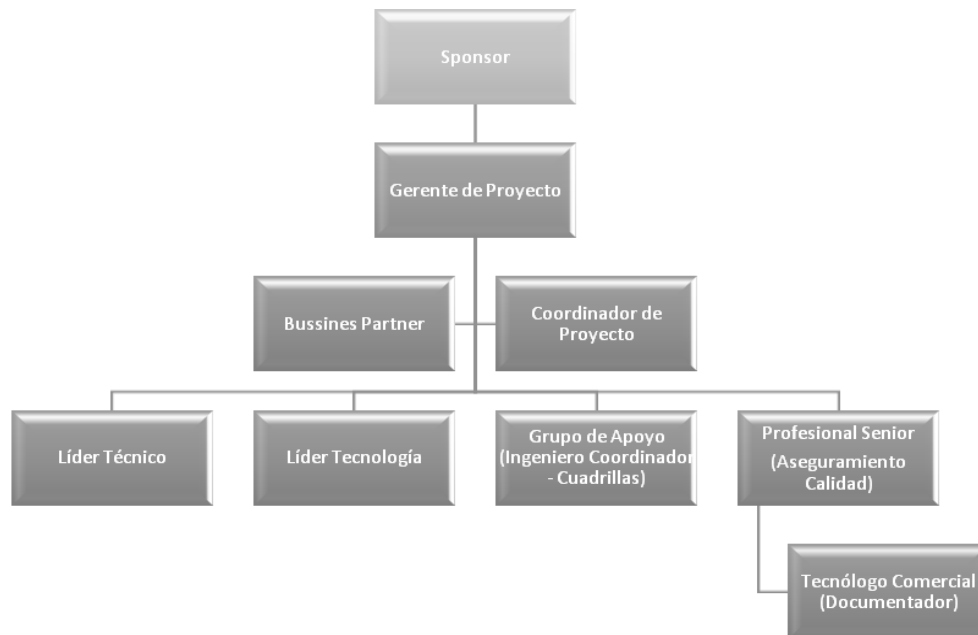 Sponsor
Gerente de Proyecto
Bussines Partner
Coordinador de
Proyecto
Líder Técnico
Líder Tecnología
Grupo de Apoyo
(Ingeniero Coordinador
- Cuadrillas)
Profesional Senior
(Aseguramiento
Calidad)
Tecnólogo Comercial
(Documentador)